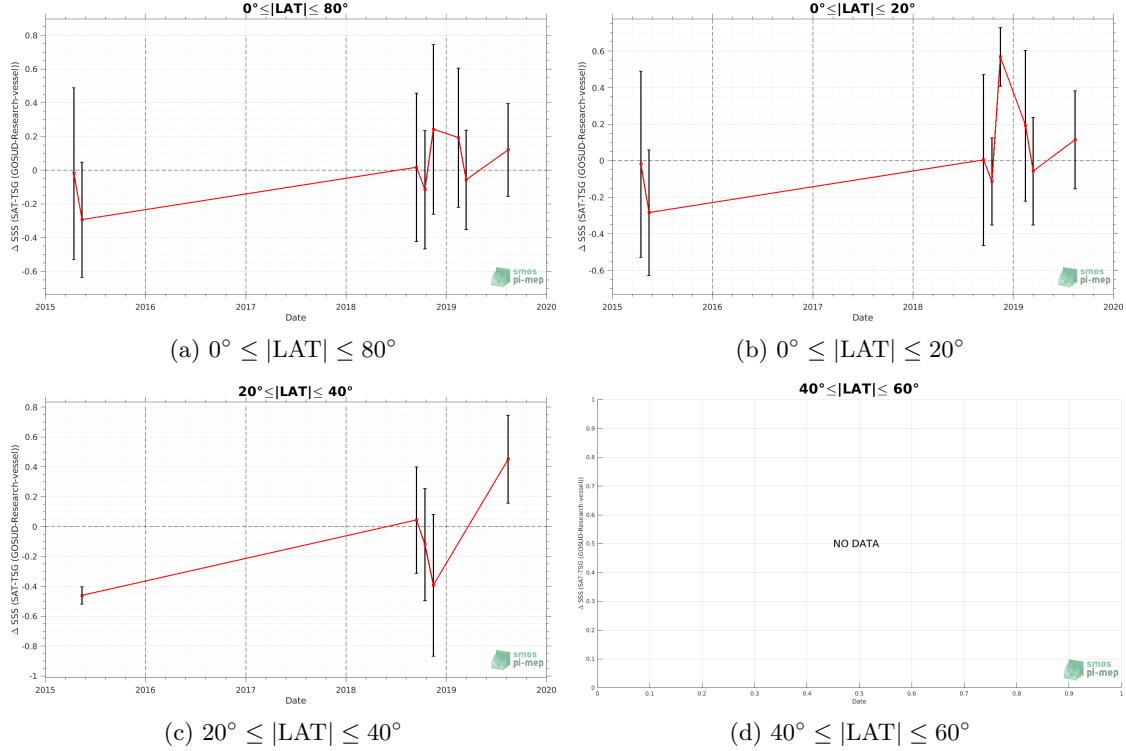 0°≤|LAT|≤ 80°
Δ SSS (SAT-TSG (GOSUD-Research-vessel))
0.8
0.6
0.4
0.2
0
-0.2
-0.4
-0.6
2015 2016 2017 2018 2019 2020
Date
smos
pi-mep
(a) 0° ≤ |LAT| ≤ 80°
0°≤|LAT|≤ 20°
Δ SSS (SAT-TSG (GOSUD-Research-vessel))
0.6
0.4
0.2
0
-0.2
-0.4
-0.6
2015 2016 2017 2018 2019 2020
Date
smos
pi-mep
(b) 0° ≤ |LAT| ≤ 20°
20°≤|LAT|≤ 40°
Δ SSS (SAT-TSG (GOSUD-Research-vessel))
0.8
0.6
0.4
0.2
0
-0.2
-0.4
-0.6
-0.8
-1
2015 2016 2017 2018 2019 2020
Date
smos
pi-mep
(c) 20° ≤ |LAT| ≤ 40°
40°≤|LAT|≤ 60°
Δ SSS (SAT-TSG (GOSUD-Research-vessel))
1
0.9
0.8
0.7
0.6
0.5
0.4
0.3
0.2
0.1
0
NO DATA
0 0.1 0.2 0.3 0.4 0.5 0.6 0.7 0.8 0.9 1
Date
smos
pi-mep
(d) 40° ≤ |LAT| ≤ 60°